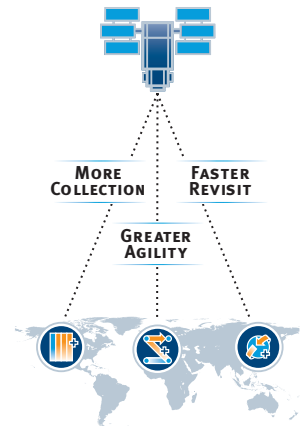 MORE
COLLECTION
FASTER
REVISIT
GREATER
AGILITY